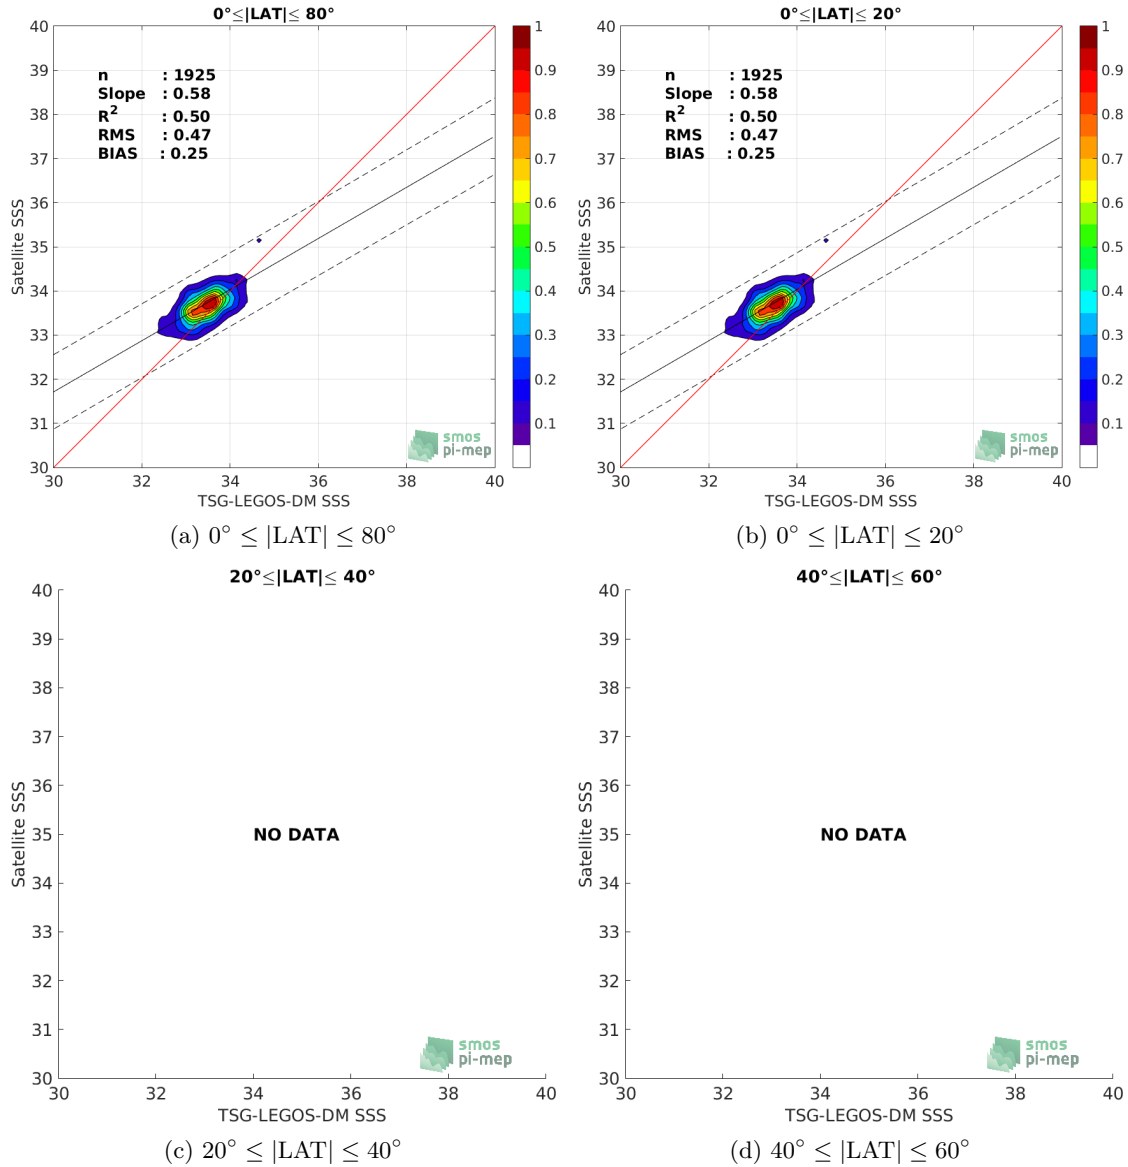 0°≤|LAT|≤ 80°
40
39
38
37
36
35
34
33
32
31
30
Satellite SSS
n : 1925
Slope : 0.58
R² : 0.50
RMS : 0.47
BIAS : 0.25
smos
pi-mep
30 32 34 36 38 40
TSG-LEGOS-DM SSS
1
0.9
0.8
0.7
0.6
0.5
0.4
0.3
0.2
0.1
(a) 0° ≤ |LAT| ≤ 80°
0°≤|LAT|≤ 20°
40
39
38
37
36
35
34
33
32
31
30
Satellite SSS
n : 1925
Slope : 0.58
R² : 0.50
RMS : 0.47
BIAS : 0.25
smos
pi-mep
30 32 34 36 38 40
TSG-LEGOS-DM SSS
1
0.9
0.8
0.7
0.6
0.5
0.4
0.3
0.2
0.1
(b) 0° ≤ |LAT| ≤ 20°
20°≤|LAT|≤ 40°
40
39
38
37
36
35
34
33
32
31
30
Satellite SSS
NO DATA
smos
pi-mep
30 32 34 36 38 40
TSG-LEGOS-DM SSS
(c) 20° ≤ |LAT| ≤ 40°
40°≤|LAT|≤ 60°
40
39
38
37
36
35
34
33
32
31
30
Satellite SSS
NO DATA
smos
pi-mep
30 32 34 36 38 40
TSG-LEGOS-DM SSS
(d) 40° ≤ |LAT| ≤ 60°